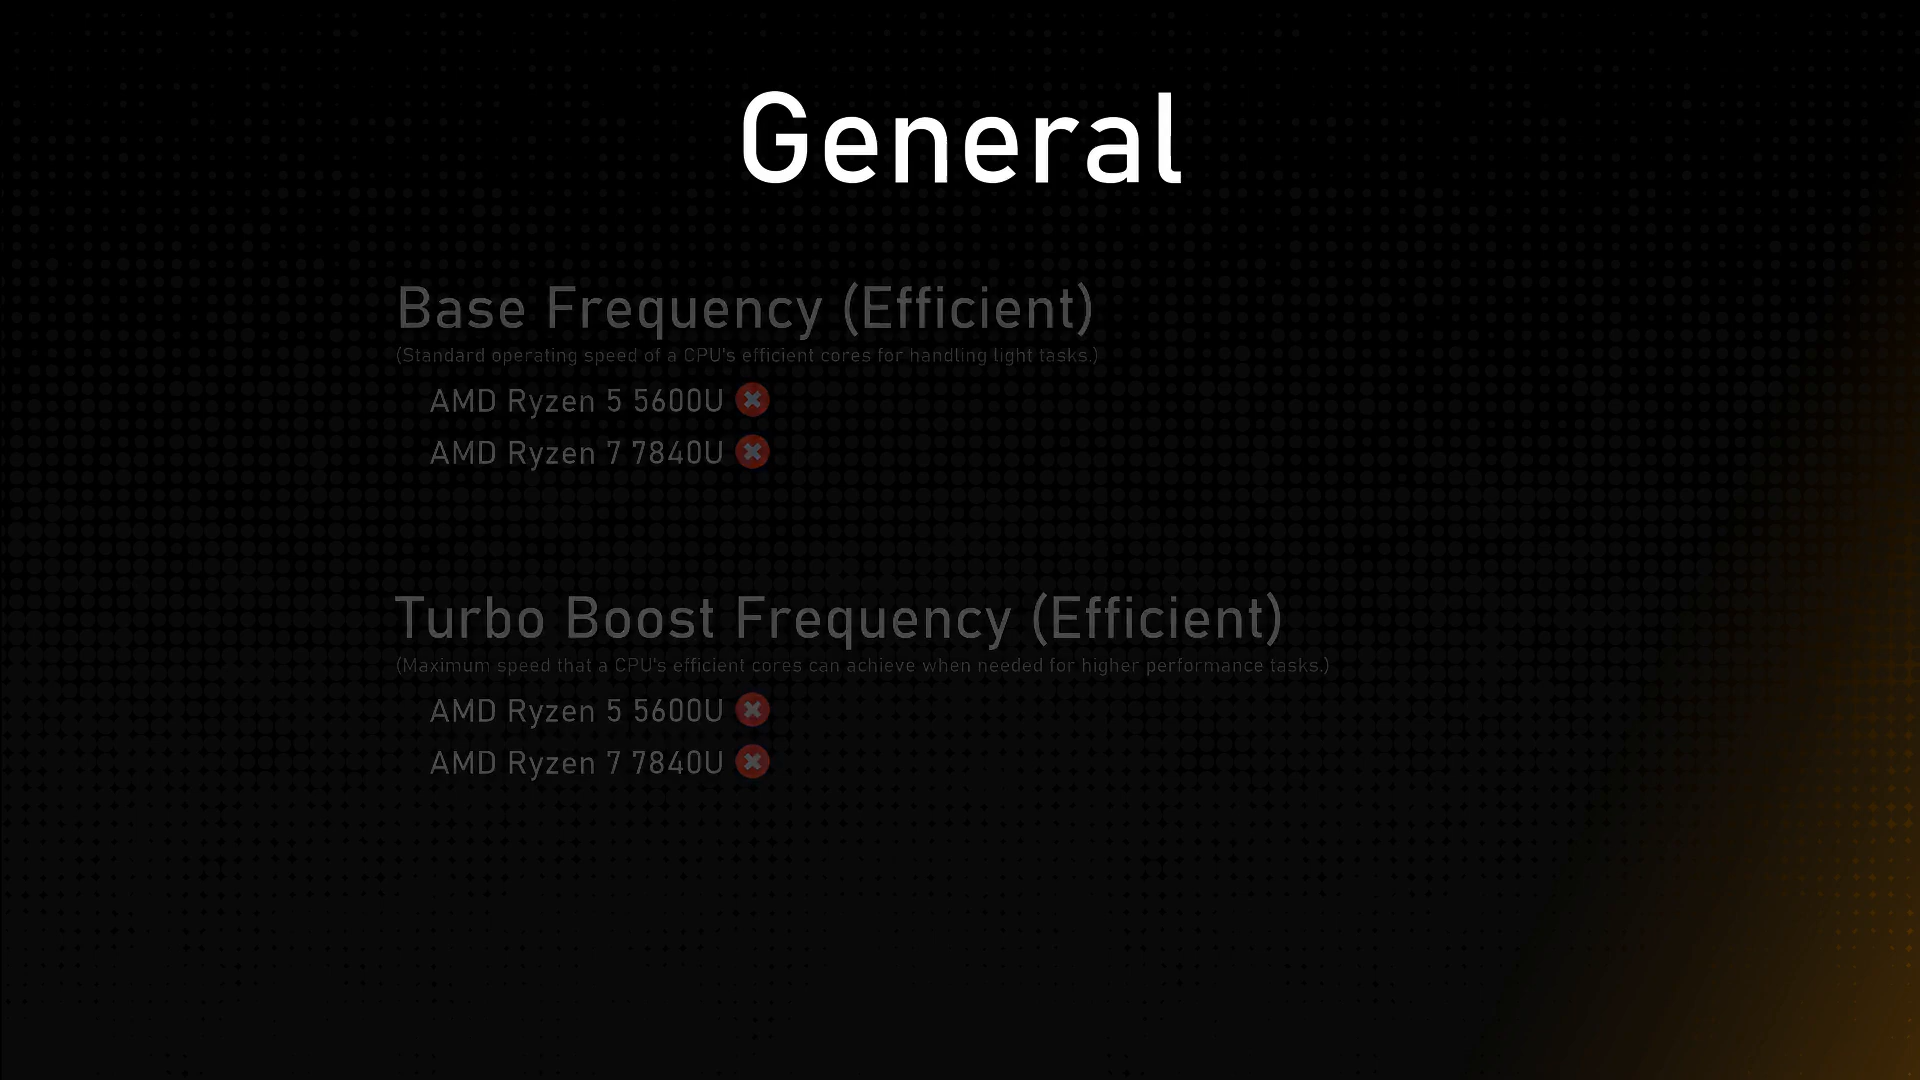 General
Base Frequency (Efficient)
(Standard operating speed of a CPU's efficient cores for handling light tasks.)
AMD Ryzen 5 5600U
AMD Ryzen 7 7840U
Turbo Boost Frequency (Efficient)
(Maximum speed that a CPU's efficient cores can achieve when needed for higher performance tasks.)
AMD Ryzen 5 5600U
AMD Ryzen 7 7840U